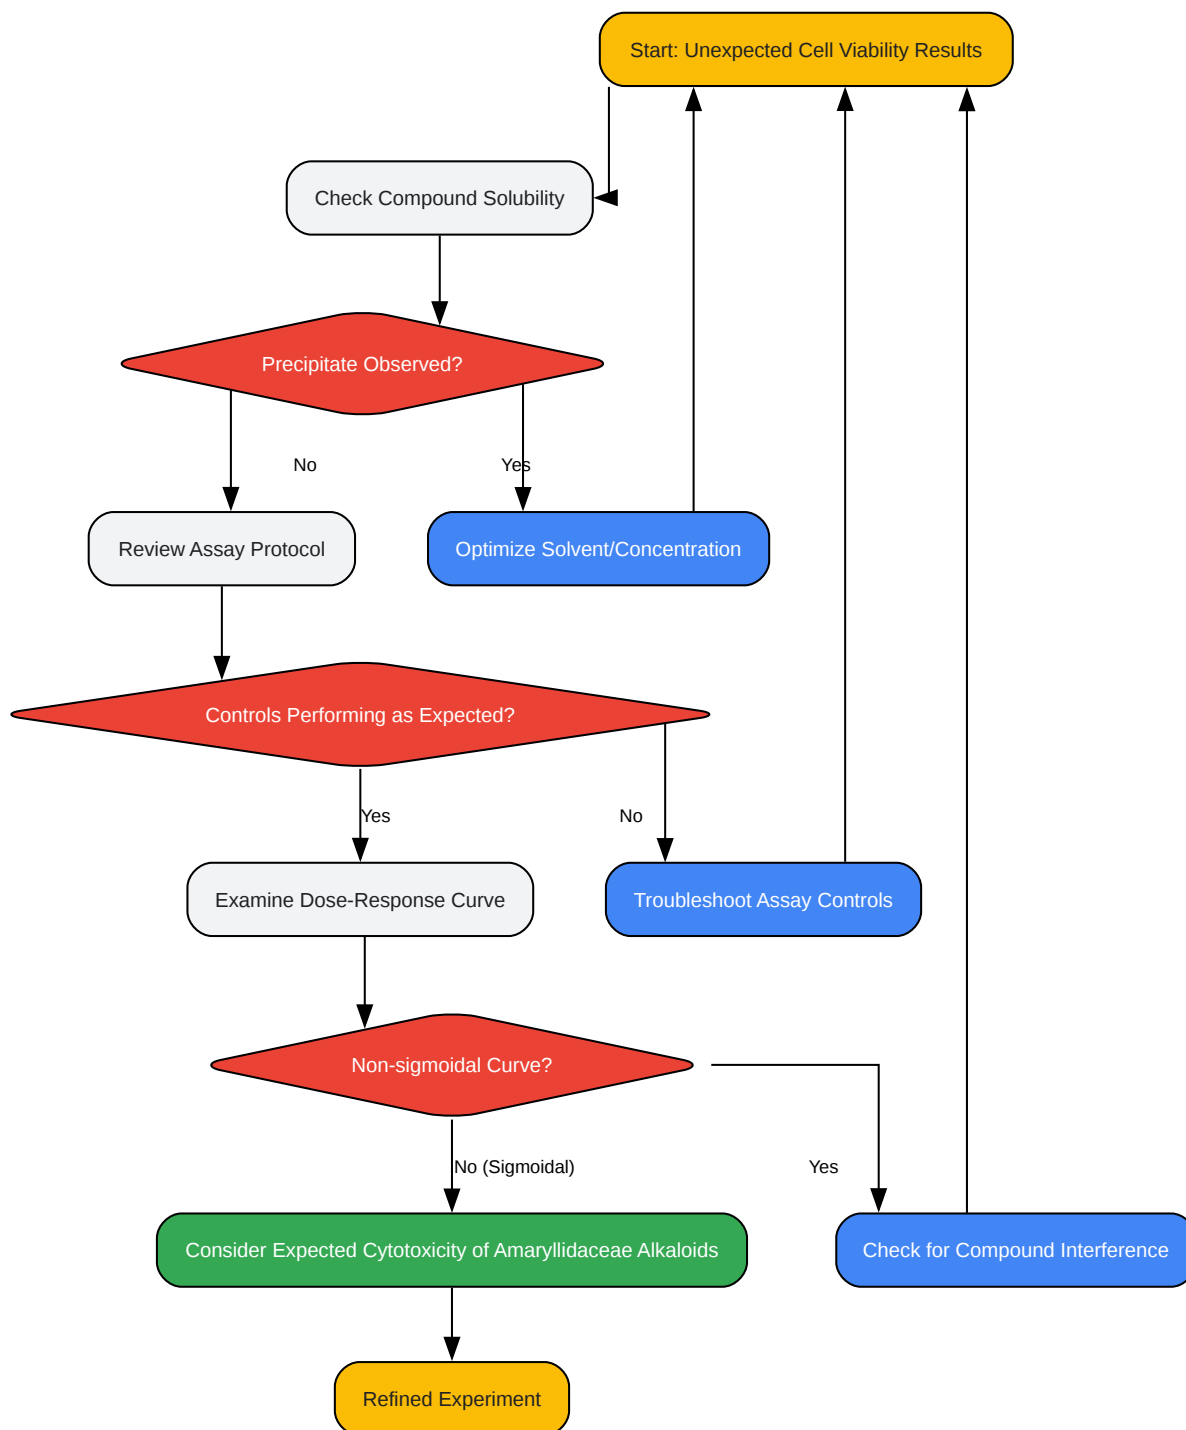 Start: Unexpected Cell Viability Results
Check Compound Solubility
Precipitate Observed?
No
Yes
Review Assay Protocol
Optimize Solvent/Concentration
Controls Performing as Expected?
Yes
No
Examine Dose-Response Curve
Troubleshoot Assay Controls
Non-sigmoidal Curve?
No (Sigmoidal)
Yes
Consider Expected Cytotoxicity of Amaryllidaceae Alkaloids
Check for Compound Interference
Refined Experiment